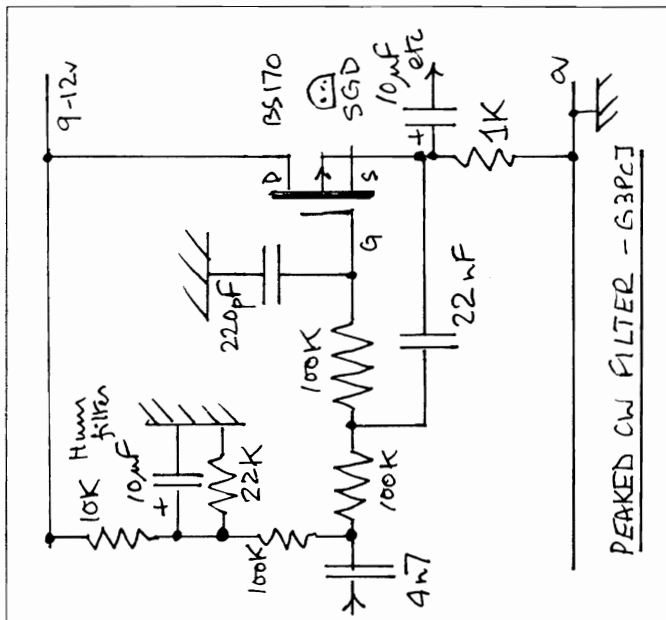 9-12v
10K
Hum
filter
10µF
+
22K
100K
4n7
100K
100K
220pF
D
G
S
BS170
SGD
22nF
+
10µF
etc
1K
0V
PEAKED CW FILTER - G3PCJ